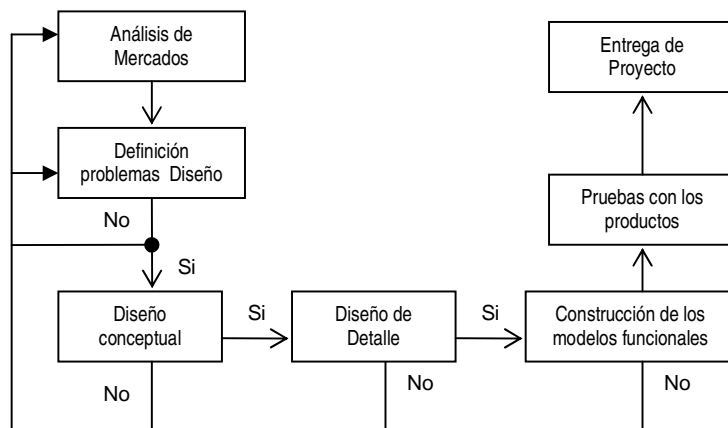 Análisis de
Mercados
Entrega de
Proyecto
Definición
problemas Diseño
Pruebas con los
productos
No
Si
Diseño
conceptual
Si
Diseño de
Detalle
Si
Construcción de los
modelos funcionales
No
No
No